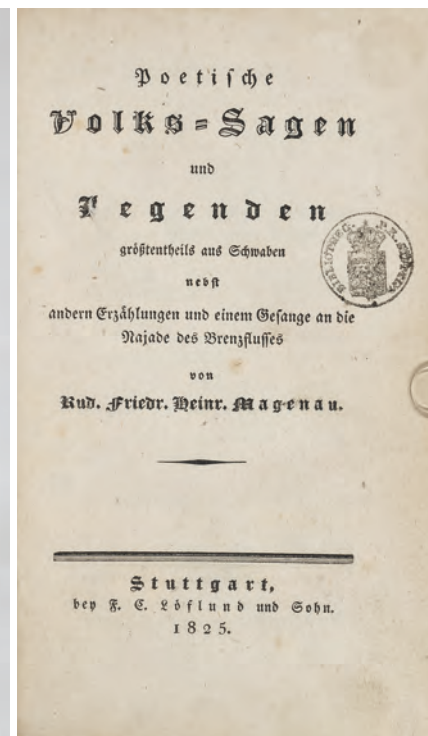 Poetische
Volks-Sagen
und
Legenden
größtentheils aus Schwaben
nebst
andern Erzählungen und einem Gesange an die
Najade des Brenzflusses
von
Rud. Friedr. Heinr. Magenau.
Stuttgart,
bey F. C. Löflund und Sohn.
1825.